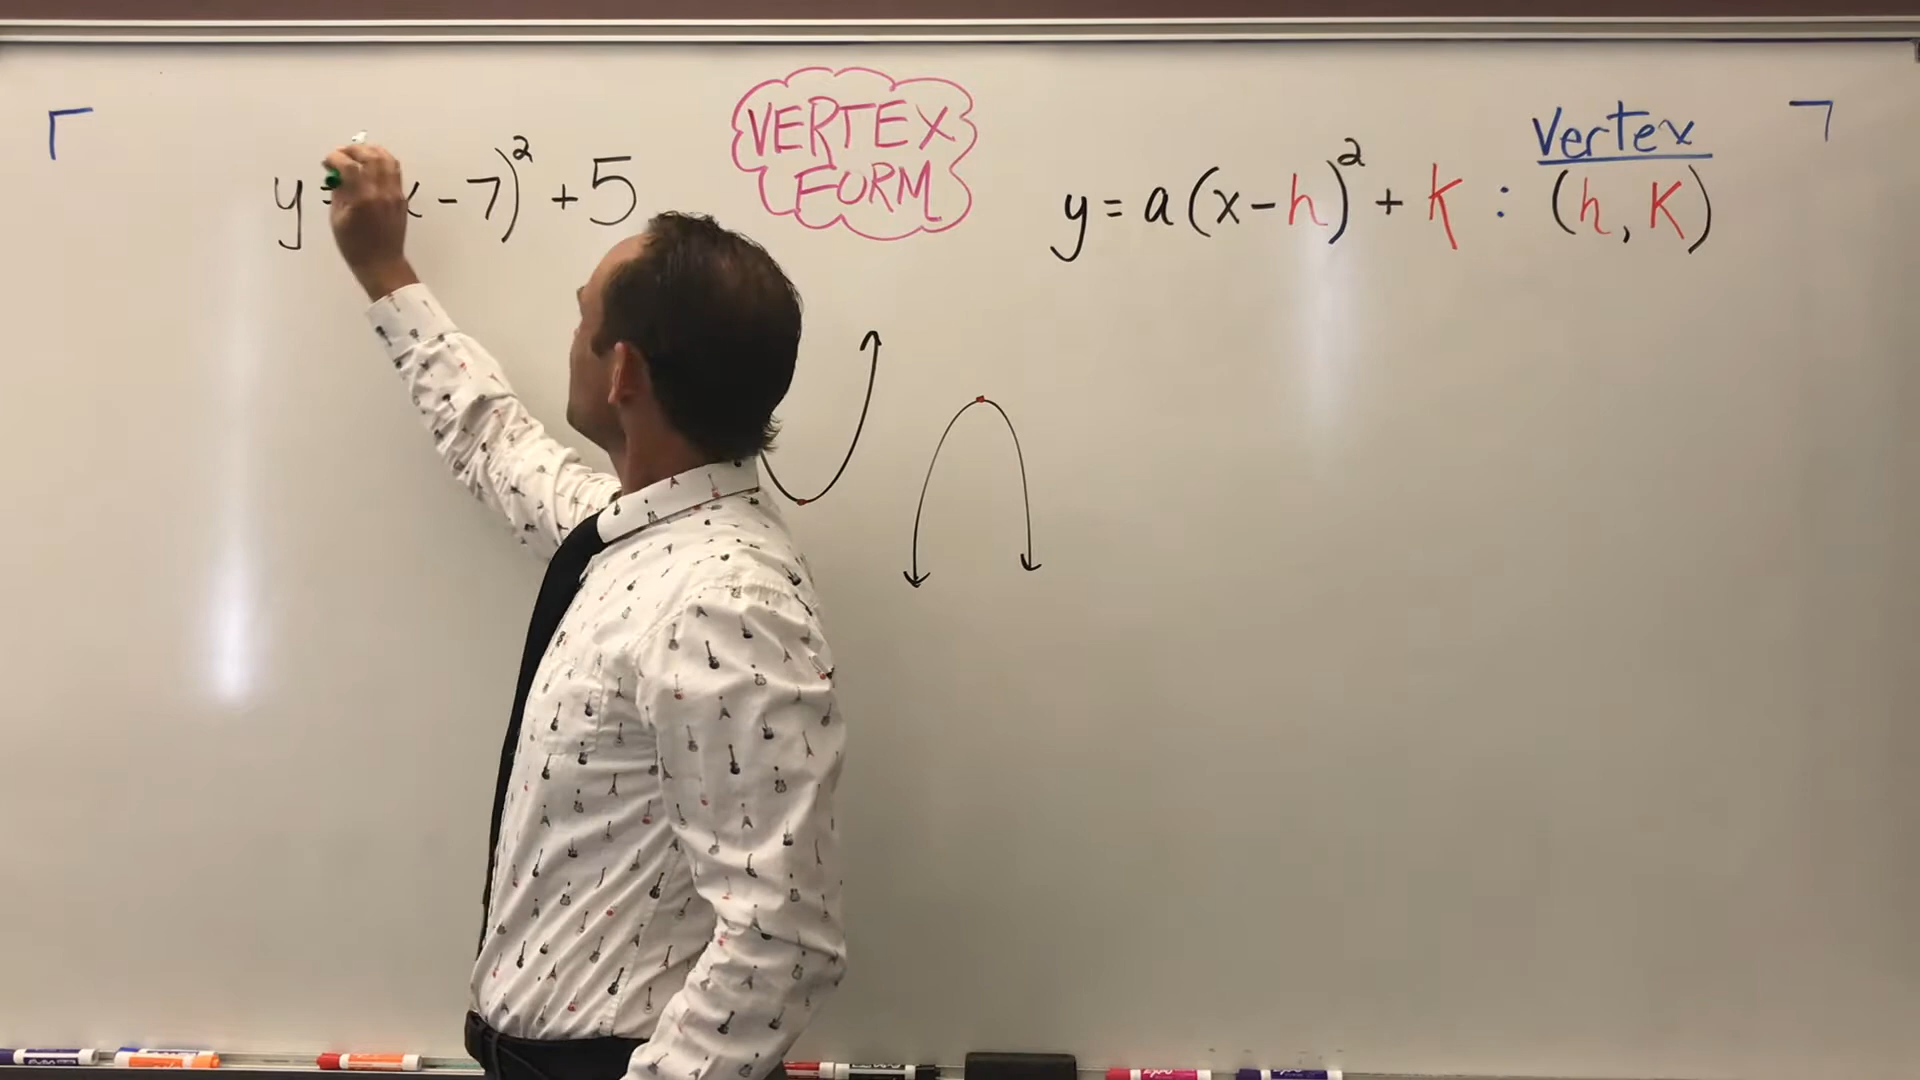 y = x - 7)² + 5
VERTEX
FORM
Vertex
y = a(x - h)² + k : (h, K)